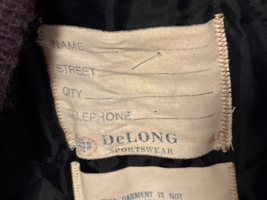 NAME
STREET
CITY
TELEPHONE
DeLONG
SPORTSWEAR
GARMENT IS NOT